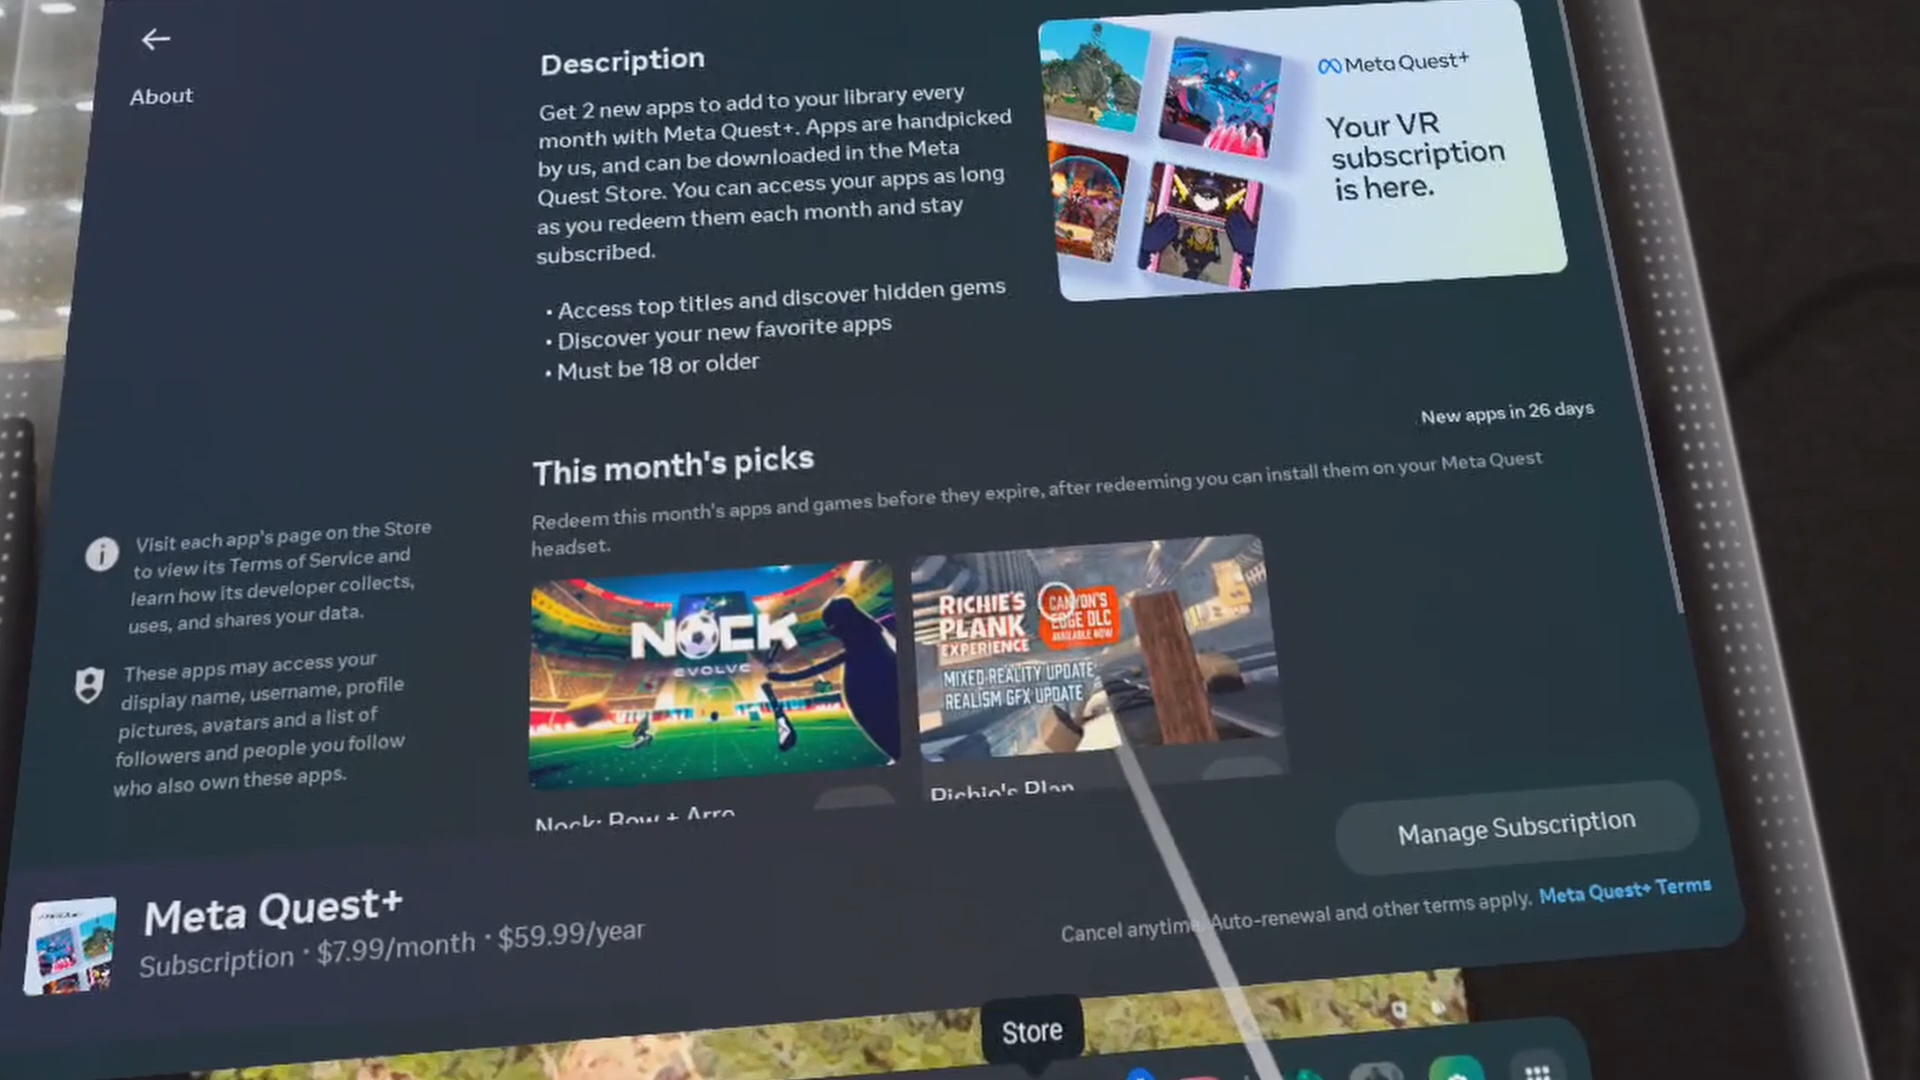 About
Description
Get 2 new apps to add to your library every
month with Meta Quest+. Apps are handpicked
by us, and can be downloaded in the Meta
Quest Store. You can access your apps as long
as you redeem them each month and stay
subscribed.
• Access top titles and discover hidden gems
• Discover your new favorite apps
• Must be 18 or older
Meta Quest+
Your VR
subscription
is here.
New apps in 26 days
This month's picks
Redeem this month's apps and games before they expire, after redeeming you can install them on your Meta Quest
headset.
Visit each app's page on the Store
to view its Terms of Service and
learn how its developer collects,
uses, and shares your data.
These apps may access your
display name, username, profile
pictures, avatars and a list of
followers and people you follow
who also own these apps.
NOCK
EVOLVE
RICHIE'S
PLANK
EXPERIENCE
CANYON'S
EDGE DLC
AVAILABLE NOW
MIXED REALITY UPDATE
REALISM GFX UPDATE
Nock: Bow + Arro
Richie's Plan
Manage Subscription
Meta Quest+
Subscription · $7.99/month · $59.99/year
Cancel anytime. Auto-renewal and other terms apply. Meta Quest+ Terms
Store